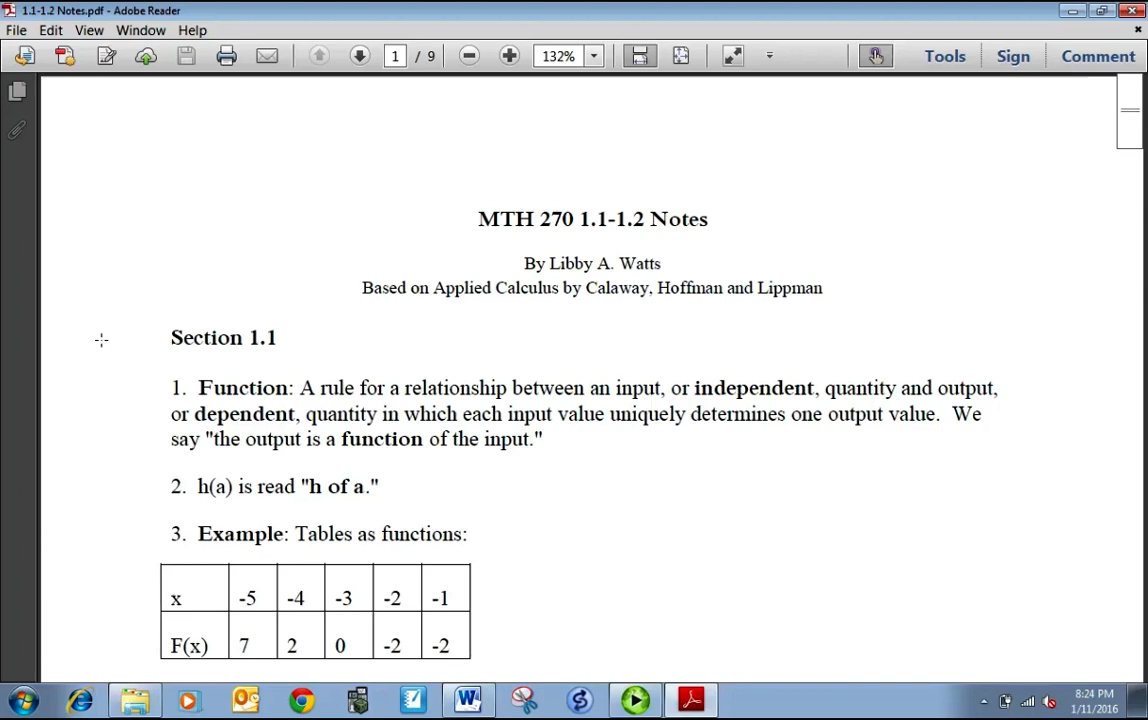 1.1-1.2 Notes.pdf - Adobe Reader
File Edit View Window Help
1 / 9 132% Tools Sign Comment
MTH 270 1.1-1.2 Notes
By Libby A. Watts
Based on Applied Calculus by Calaway, Hoffman and Lippman
Section 1.1
1. Function: A rule for a relationship between an input, or independent, quantity and output,
or dependent, quantity in which each input value uniquely determines one output value. We
say "the output is a function of the input."
2. h(a) is read "h of a."
3. Example: Tables as functions:
x -5 -4 -3 -2 -1
F(x) 7 2 0 -2 -2
8:24 PM
1/11/2016